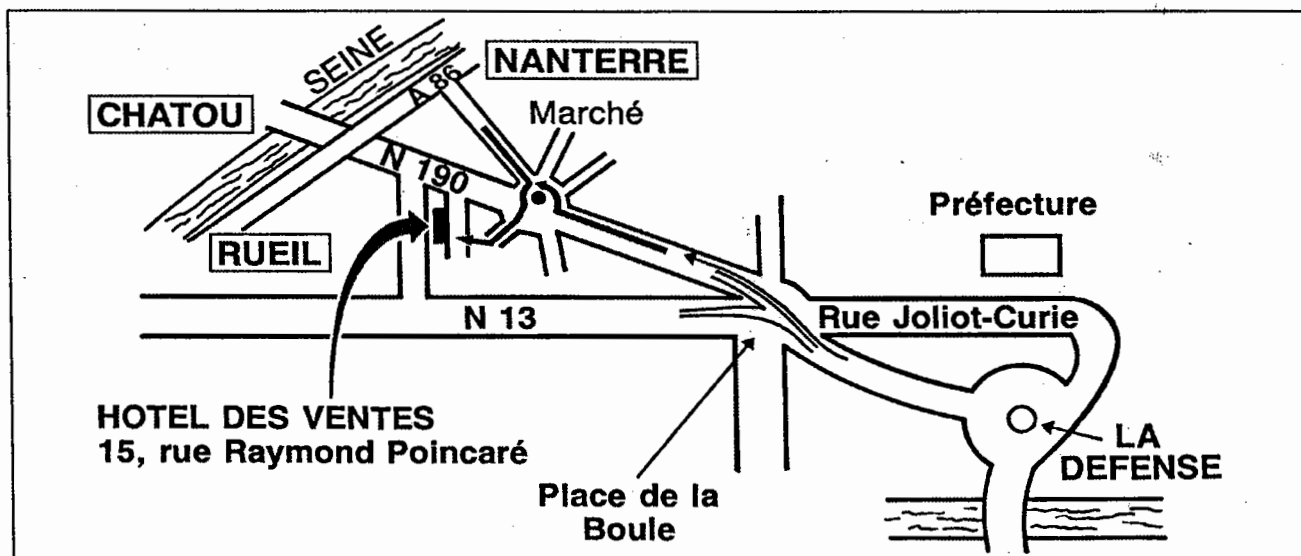 SEINE
A 86
NANTERRE
CHATOU
Marché
N 190
Préfecture
RUEIL
N 13
Rue Joliot-Curie
HOTEL DES VENTES
15, rue Raymond Poincaré
LA
DEFENSE
Place de la
Boule